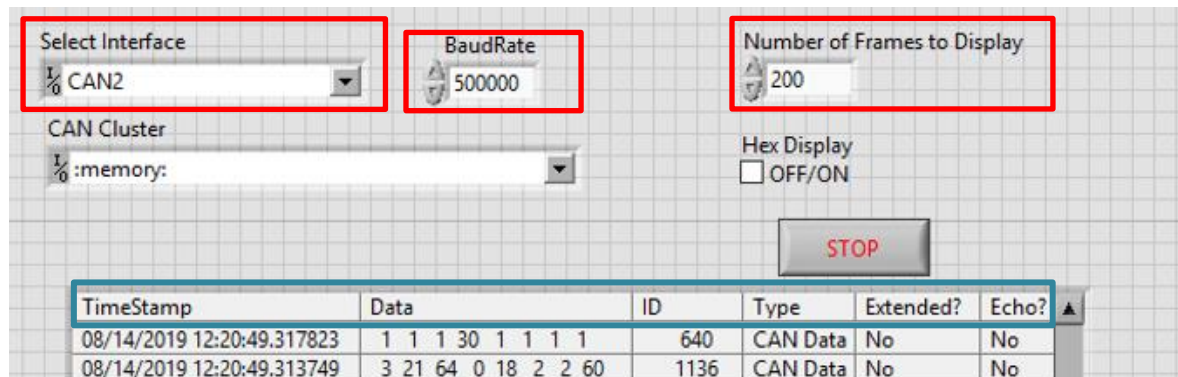 Select Interface
BaudRate
Number of Frames to Display
I/O CAN2
500000
200
CAN Cluster
I/O :memory:
Hex Display
OFF/ON
STOP
TimeStamp Data ID Type Extended? Echo?
08/14/2019 12:20:49.317823 1 1 1 30 1 1 1 1 640 CAN Data No No
08/14/2019 12:20:49.313749 3 21 64 0 18 2 2 60 1136 CAN Data No No